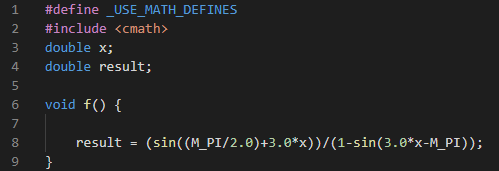 1 #define _USE_MATH_DEFINES
2 #include <cmath>
3 double x;
4 double result;
5
6 void f() {
7
8 result = (sin((M_PI/2.0)+3.0*x))/(1-sin(3.0*x-M_PI));
9 }